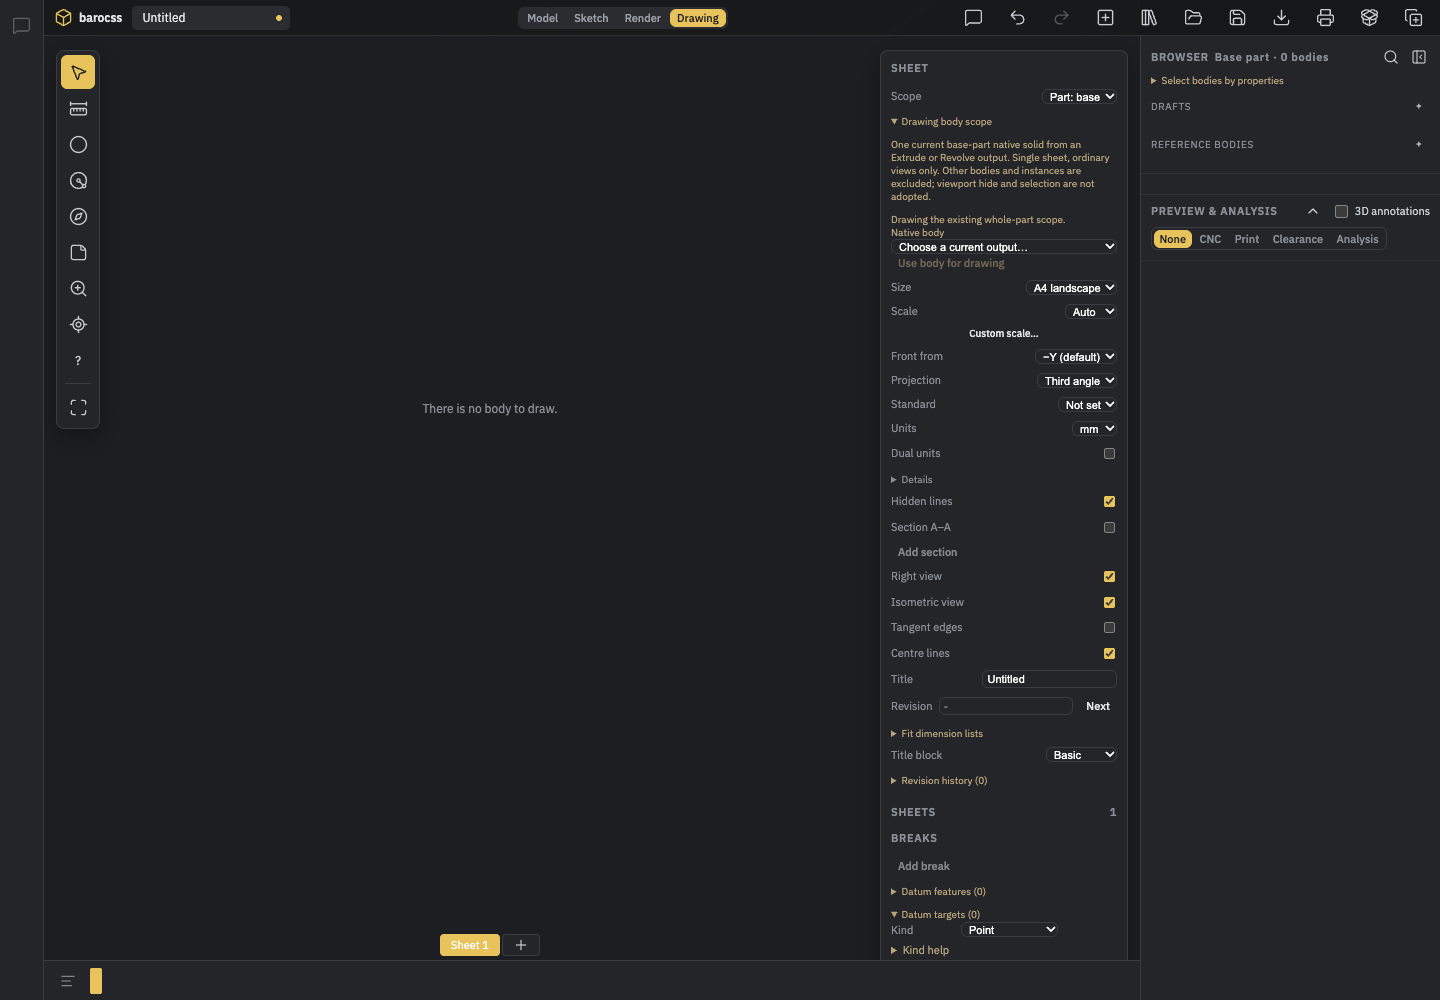 barocss
Untitled
Model
Sketch
Render
Drawing
?
There is no body to draw.
Sheet 1
SHEET
Scope
Part: base
Drawing body scope
One current base-part native solid from an
Extrude or Revolve output. Single sheet, ordinary
views only. Other bodies and instances are
excluded; viewport hide and selection are not
adopted.
Drawing the existing whole-part scope.
Native body
Choose a current output...
Use body for drawing
Size
A4 landscape
Scale
Auto
Custom scale...
Front from
−Y (default)
Projection
Third angle
Standard
Not set
Units
mm
Dual units
Details
Hidden lines
Section A–A
Add section
Right view
Isometric view
Tangent edges
Centre lines
Title
Untitled
Revision
-
Next
Fit dimension lists
Title block
Basic
Revision history (0)
SHEETS
1
BREAKS
Add break
Datum features (0)
Datum targets (0)
Kind
Point
Kind help
BROWSER Base part · 0 bodies
Select bodies by properties
DRAFTS
+
REFERENCE BODIES
+
PREVIEW & ANALYSIS
3D annotations
None
CNC
Print
Clearance
Analysis